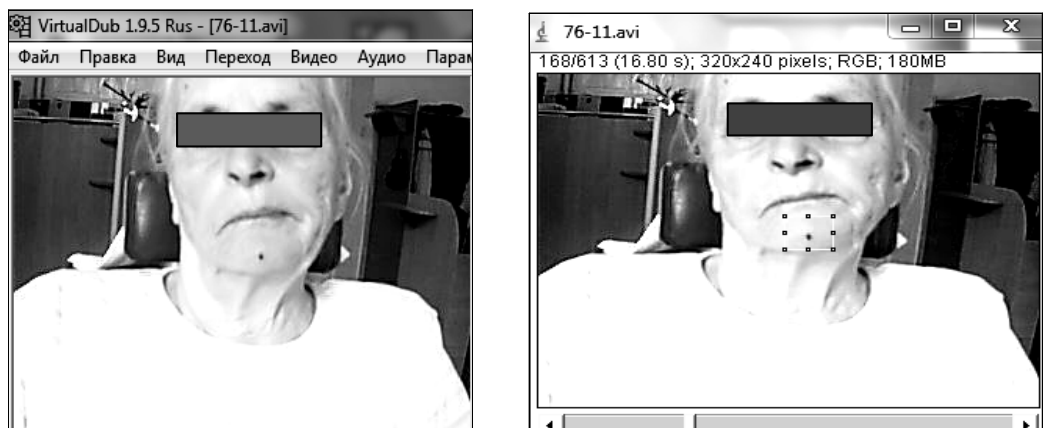 VirtualDub 1.9.5 Rus - [76-11.avi]
Файл Правка Вид Переход Видео Аудио
76-11.avi
168/613 (16.80 s); 320x240 pixels; RGB; 180MB